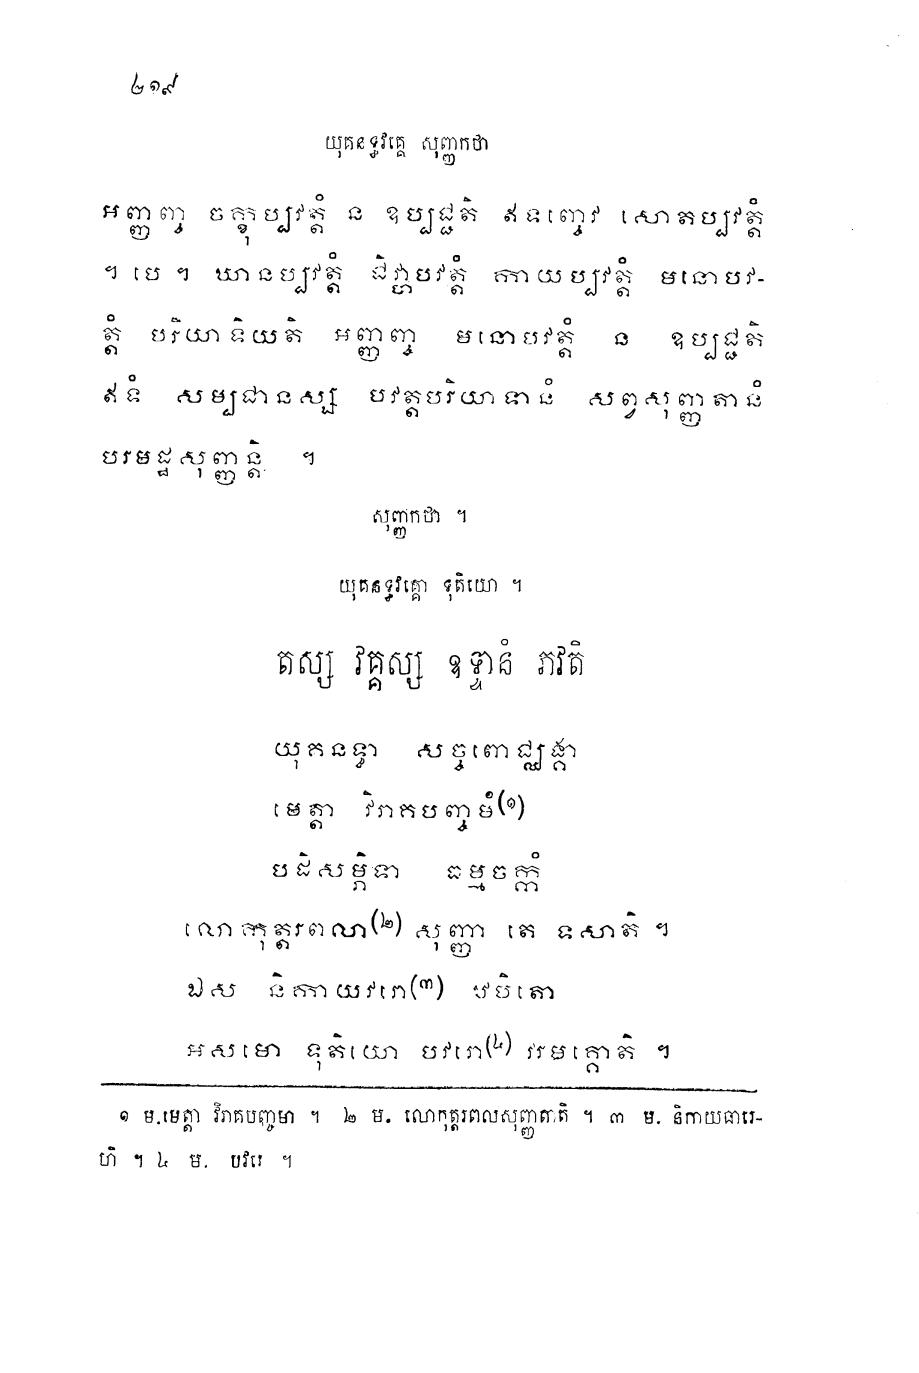 ៤១៩
យុគនទ្ធវគ្គេ សុញ្ញកថា
អញ្ញញ្ច ចក្ខុប្បវត្តំ ន ឧប្បជ្ជតិ ឥទញ្ចេវ សោតប្បវត្តំ
។ បេ ។ ឃានប្បវត្តំ ជិវ្ហាបវត្តំ កាយប្បវត្តំ មនោបវ-
ត្តំ បរិយាទិយតិ អញ្ញញ្ច មនោបវត្តំ ន ឧប្បជ្ជតិ
ឥទំ សម្បជានស្ស បវត្តបរិយាទានំ សព្វសុញ្ញតានំ
បរមដ្ឋសុញ្ញន្តិ ។
សុញ្ញកថា ។
យុគនទ្ធវគ្គោ ទុតិយោ ។
តស្ស វគ្គស្ស ឧទ្ទានំ ភវតិ
យុគនទ្ធា សច្ចពោជ្ឈង្គា
មេត្តា វិរាគបញ្ចមំ(១)
បដិសម្ភិទា ធម្មចក្កំ
លោកុត្តរពលា(២) សុញ្ញា តេ ទសាតិ ។
ឯស និកាយវរោ(៣) ឋបិតោ
អសមោ ទុតិយោ បវរោ(៤) វរមគ្គោតិ ។
១ ម.មេត្តា វិរាគបញ្ចមា ។ ២ ម. លោកុត្តរពលសុញ្ញតាតិ ។ ៣ ម. និកាយធារេ-
ហិ ។ ៤ ម. បវរេ ។